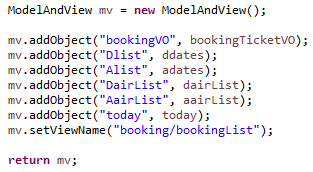 ModelAndView mv = new ModelAndView();
mv.addObject("bookingVO", bookingTicketVO);
mv.addObject("Dlist", ddates);
mv.addObject("Alist", adates);
mv.addObject("DairList", dairList);
mv.addObject("AairList", aairList);
mv.addObject("today", today);
mv.setViewName("booking/bookingList");
return mv;